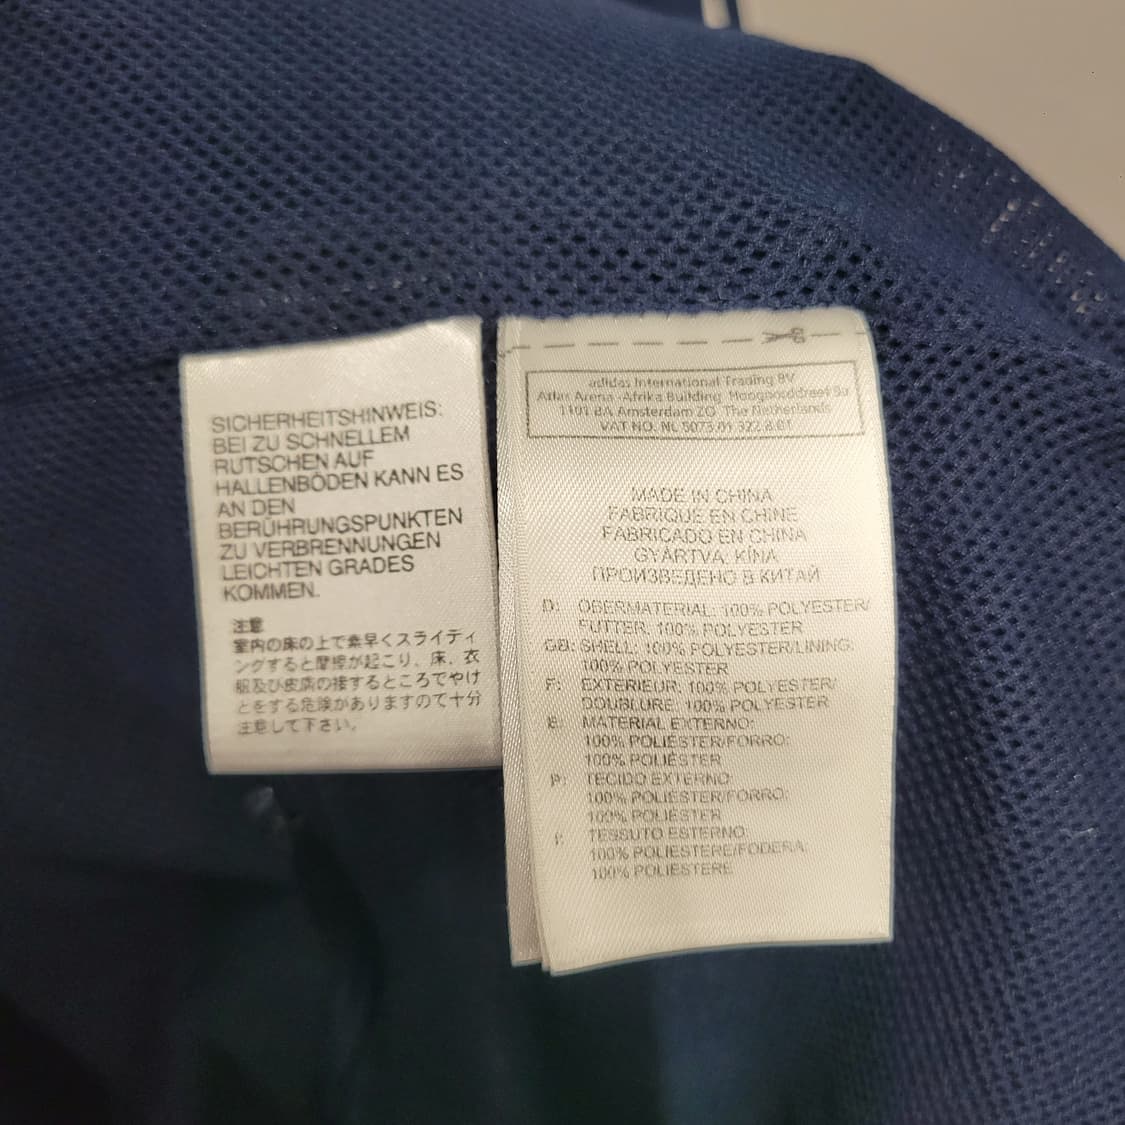 SICHERHEITSHINWEIS:
BEI ZU SCHNELLEM
RUTSCHEN AUF
HALLENBÖDEN KANN ES
AN DEN
BERÜHRUNGSPUNKTEN
ZU VERBRENNUNGEN
LEICHTEN GRADES
KOMMEN.
注意
室内の床の上で素早くスライディ
ングすると摩擦が起こり、床、衣
服及び皮膚の接するところでやけ
どをする危険がありますので十分
注意して下さい。
adidas International Trading BV
Atlas Arena -Afrika Building Hoogoorddreef 9a
1101 BA Amsterdam ZO The Netherlands
VAT NO. NL 8073.01.322.B.01
MADE IN CHINA
FABRIQUE EN CHINE
FABRICADO EN CHINA
GYÁRTVA, KÍNA
ПРОИЗВЕДЕНО В КИТАЙ
D: OBERMATERIAL: 100% POLYESTER/
FUTTER: 100% POLYESTER
GB: SHELL: 100% POLYESTER/LINING:
100% POLYESTER
F: EXTERIEUR: 100% POLYESTER/
DOUBLURE: 100% POLYESTER
E: MATERIAL EXTERNO:
100% POLIÉSTER/FORRO:
100% POLIÉSTER
P: TECIDO EXTERNO:
100% POLIÉSTER/FORRO:
100% POLIÉSTER
I: TESSUTO ESTERNO:
100% POLIESTERE/FODERA:
100% POLIESTERE